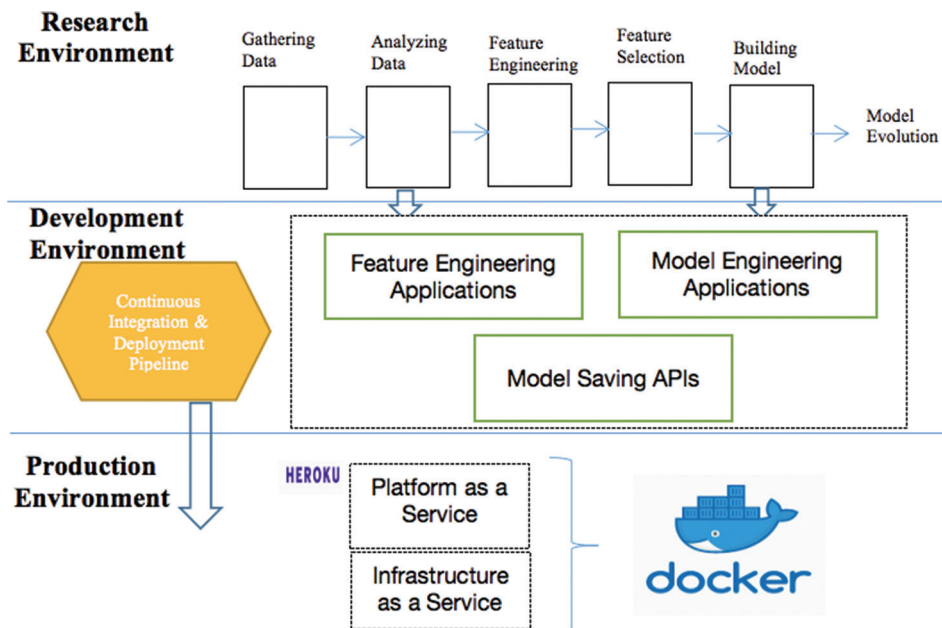 Research
Environment
Gathering
Data
Analyzing
Data
Feature
Engineering
Feature
Selection
Building
Model
Model
Evolution
Development
Environment
Continuous
Integration &
Deployment
Pipeline
Feature Engineering
Applications
Model Engineering
Applications
Model Saving APIs
Production
Environment
HEROKU
Platform as a
Service
Infrastructure
as a Service
docker